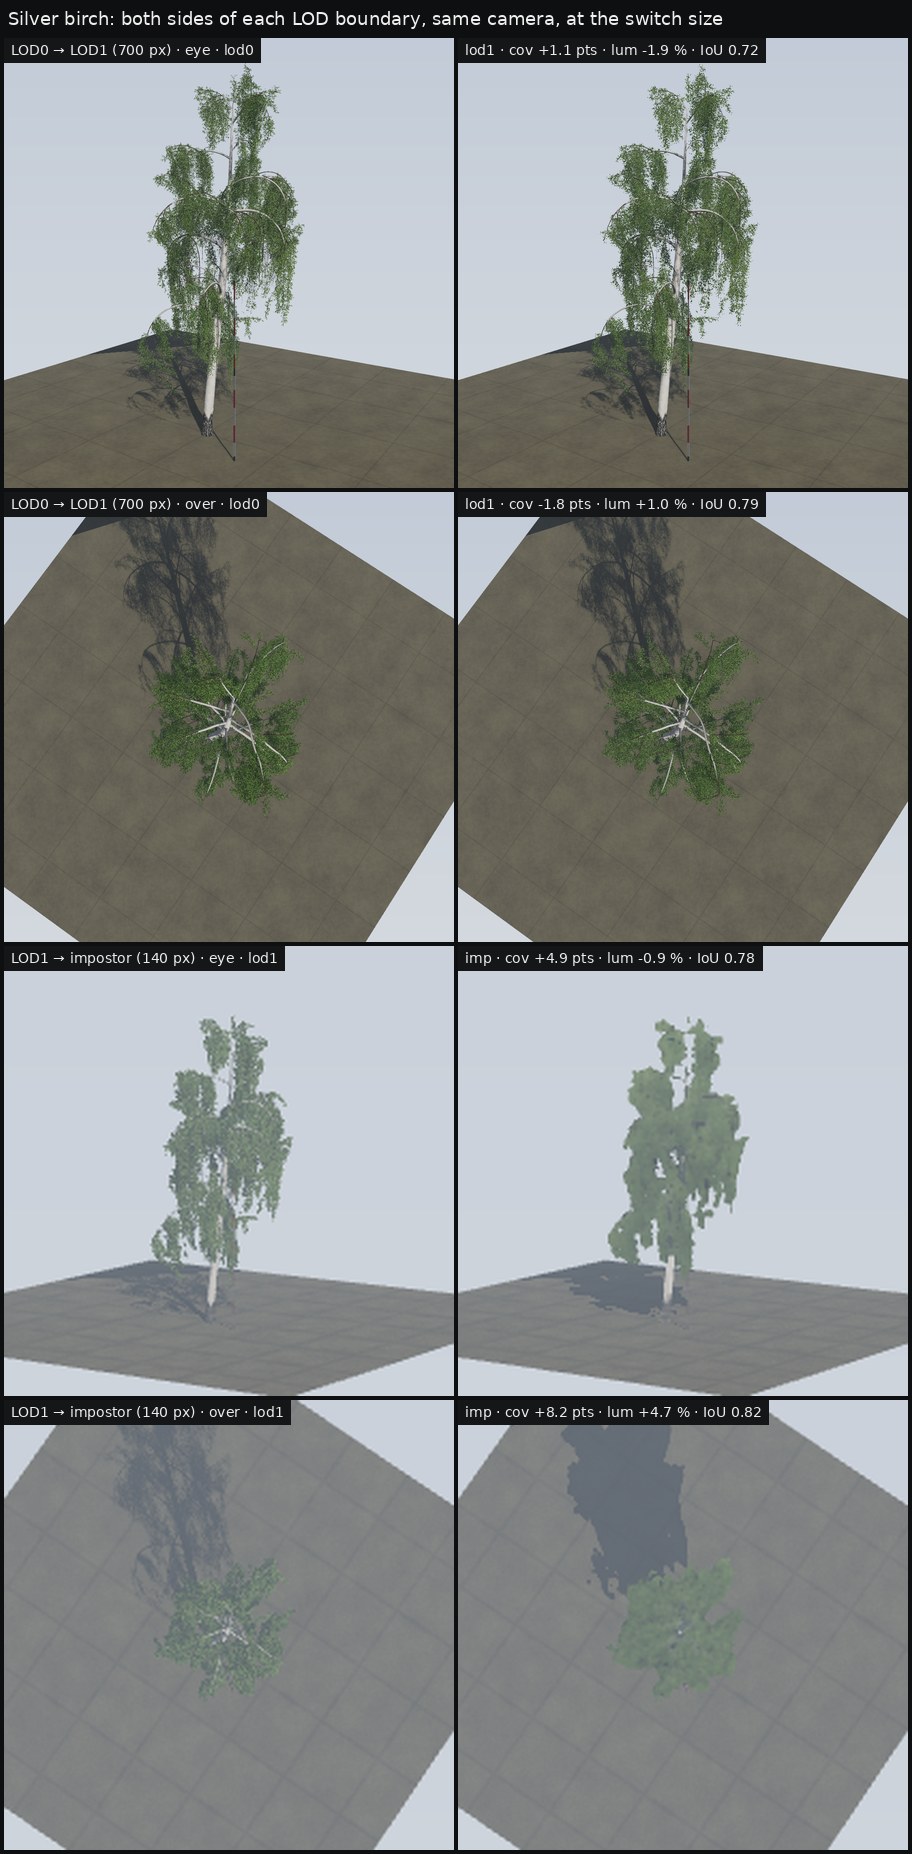 Silver birch: both sides of each LOD boundary, same camera, at the switch size
LOD0 → LOD1 (700 px) · eye · lod0
lod1 · cov +1.1 pts · lum -1.9 % · IoU 0.72
LOD0 → LOD1 (700 px) · over · lod0
lod1 · cov -1.8 pts · lum +1.0 % · IoU 0.79
LOD1 → impostor (140 px) · eye · lod1
imp · cov +4.9 pts · lum -0.9 % · IoU 0.78
LOD1 → impostor (140 px) · over · lod1
imp · cov +8.2 pts · lum +4.7 % · IoU 0.82